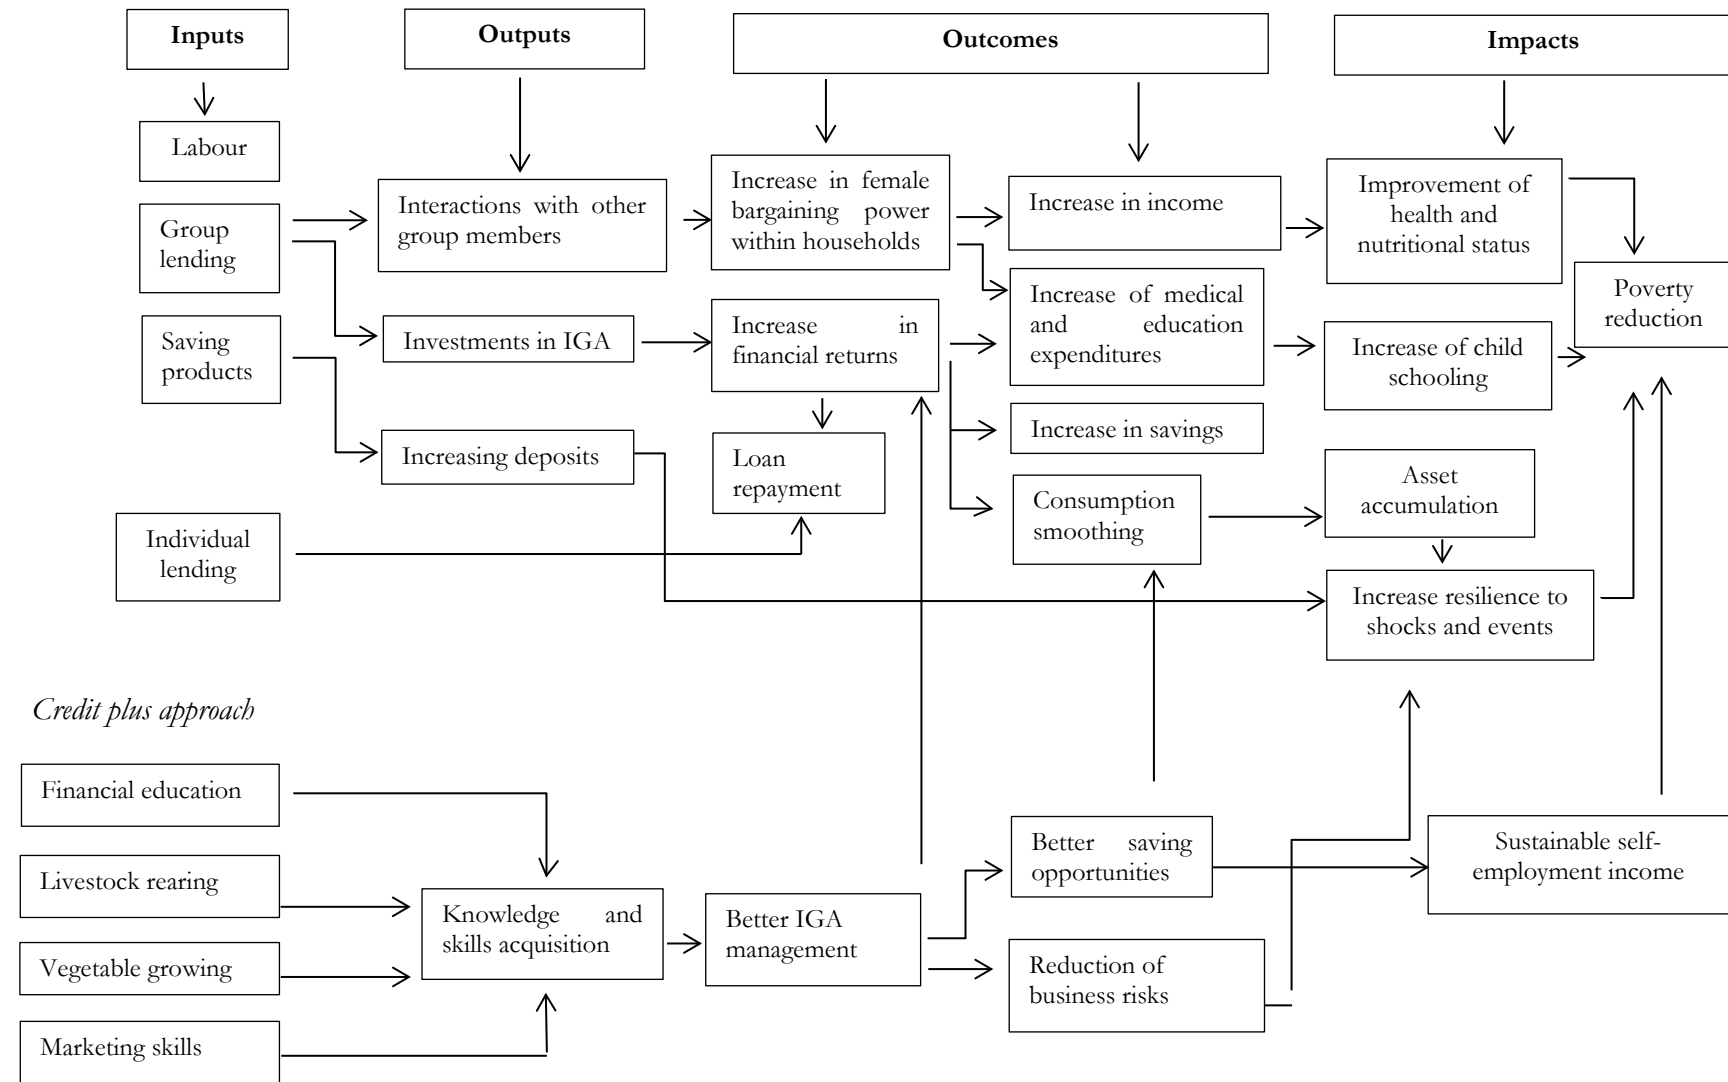 Inputs
Outputs
Outcomes
Impacts
Labour
Group
lending
Saving
products
Individual
lending
Interactions with other
group members
Investments in IGA
Increasing deposits
Increase in female
bargaining power
within households
Increase in
financial returns
Loan
repayment
Increase in income
Increase of medical
and education
expenditures
Increase in savings
Consumption
smoothing
Improvement of
health and
nutritional status
Increase of child
schooling
Asset
accumulation
Increase resilience to
shocks and events
Poverty
reduction
Credit plus approach
Financial education
Livestock rearing
Vegetable growing
Marketing skills
Knowledge and
skills acquisition
Better IGA
management
Better saving
opportunities
Reduction of
business risks
Sustainable self-
employment income